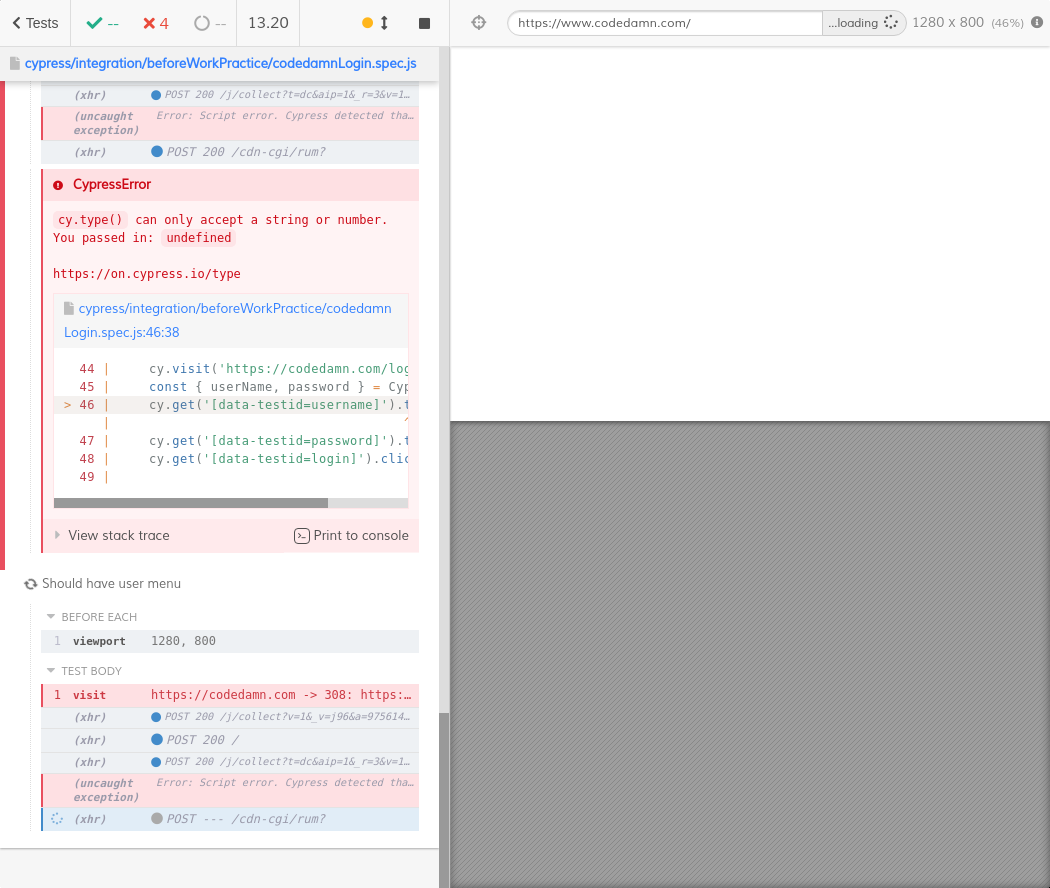 Tests
--
4
--
13.20
https://www.codedamn.com/
...loading
1280 x 800 (46%)
cypress/integration/beforeWorkPractice/codedamnLogin.spec.js
(xhr) POST 200 /j/collect?t=dc&aip=1&_r=3&v=1…
(uncaught exception) Error: Script error. Cypress detected tha…
(xhr) POST 200 /cdn-cgi/rum?
CypressError
cy.type() can only accept a string or number.
You passed in: undefined
https://on.cypress.io/type
cypress/integration/beforeWorkPractice/codedamn
Login.spec.js:46:38
44 | cy.visit('https://codedamn.com/log
45 | const { userName, password } = Cyp
> 46 | cy.get('[data-testid=username]').t
| ^
47 | cy.get('[data-testid=password]').t
48 | cy.get('[data-testid=login]').clic
49 |
View stack trace
Print to console
Should have user menu
BEFORE EACH
1 viewport 1280, 800
TEST BODY
1 visit https://codedamn.com -> 308: https:…
(xhr) POST 200 /j/collect?v=1&_v=j96&a=975614…
(xhr) POST 200 /
(xhr) POST 200 /j/collect?t=dc&aip=1&_r=3&v=1…
(uncaught exception) Error: Script error. Cypress detected tha…
(xhr) POST --- /cdn-cgi/rum?